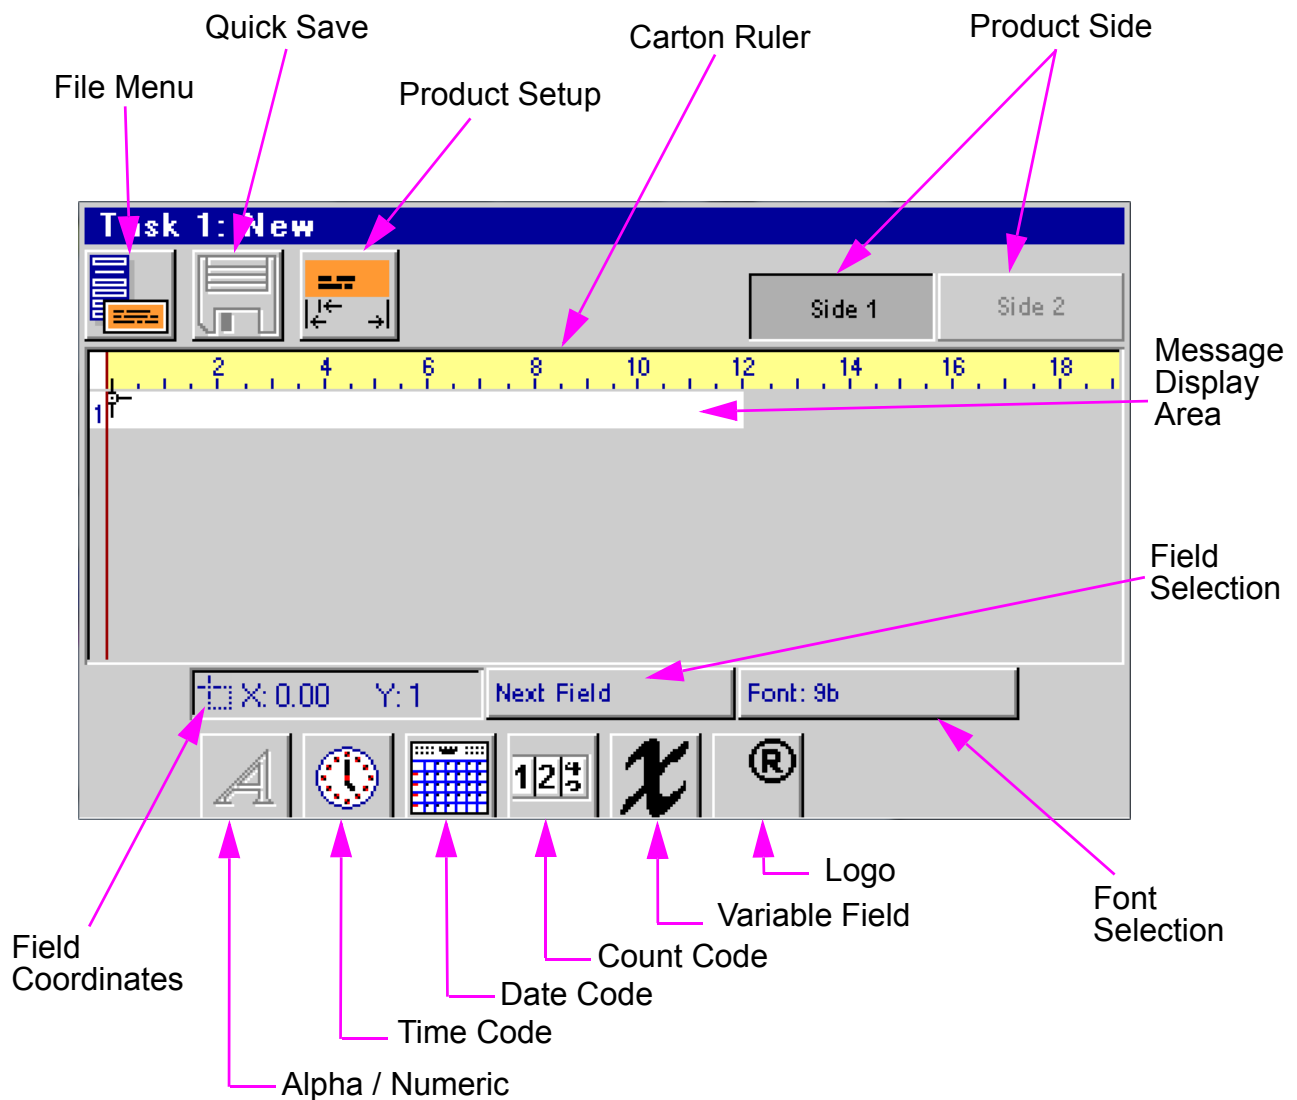 Quick Save
Carton Ruler
Product Side
File Menu
Product Setup
Task 1: New
Side 1
Side 2
2 4 6 8 10 12 14 16 18
1
Message
Display
Area
Field
Selection
X: 0.00 Y: 1
Next Field
Font: 9b
A
1 2
x
®
Logo
Font
Selection
Variable Field
Field
Coordinates
Count Code
Date Code
Time Code
Alpha / Numeric